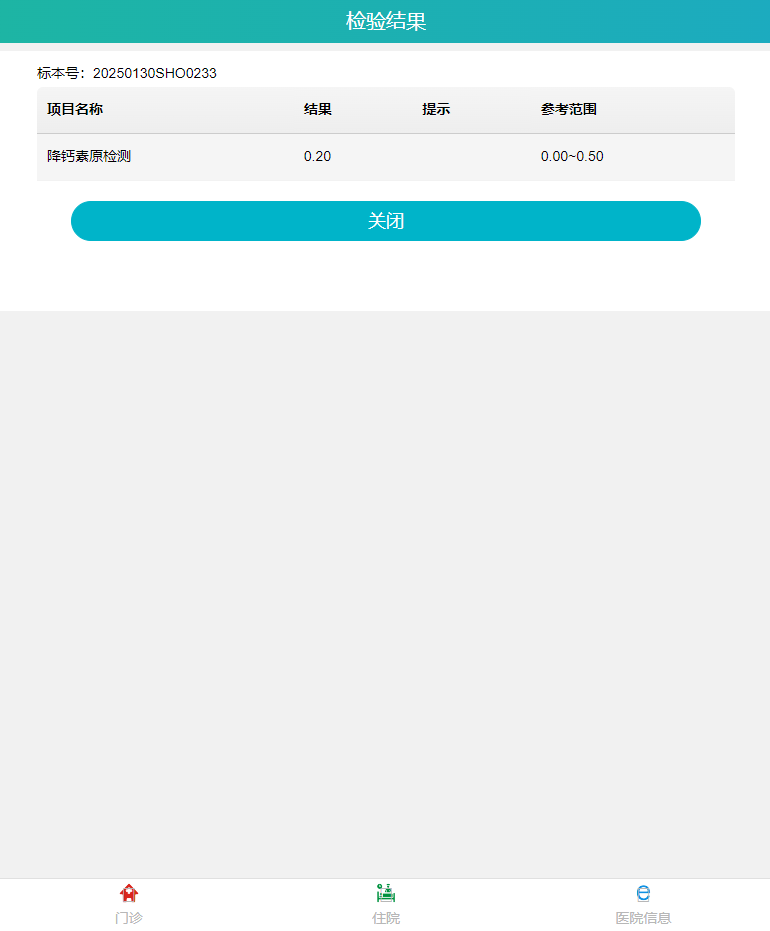 检验结果
标本号：20250130SHO0233
项目名称 结果 提示 参考范围
降钙素原检测 0.20 0.00~0.50
关闭
门诊 住院 医院信息